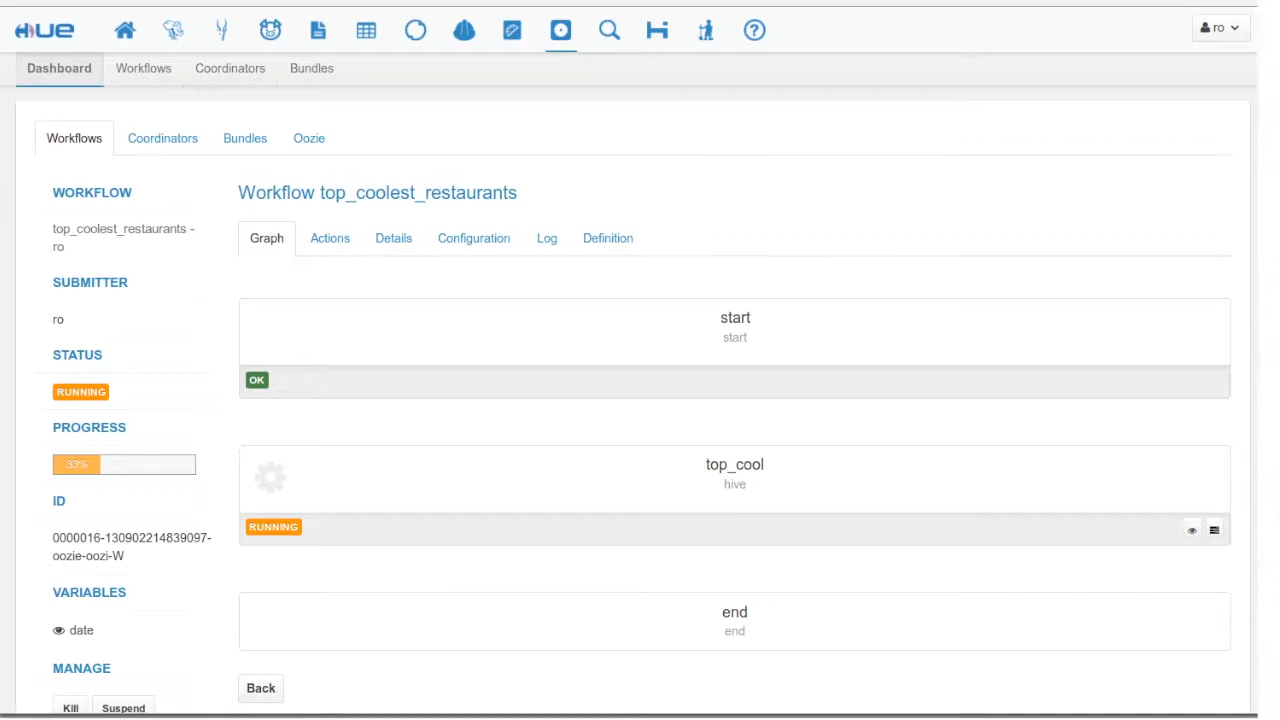 HUE
ro
Dashboard Workflows Coordinators Bundles
Workflows Coordinators Bundles Oozie
WORKFLOW
top_coolest_restaurants -
ro
SUBMITTER
ro
STATUS
RUNNING
PROGRESS
33%
ID
0000016-130902214839097-
oozie-oozi-W
VARIABLES
date
MANAGE
Kill Suspend
Workflow top_coolest_restaurants
Graph Actions Details Configuration Log Definition
start
start
OK
top_cool
hive
RUNNING
end
end
Back